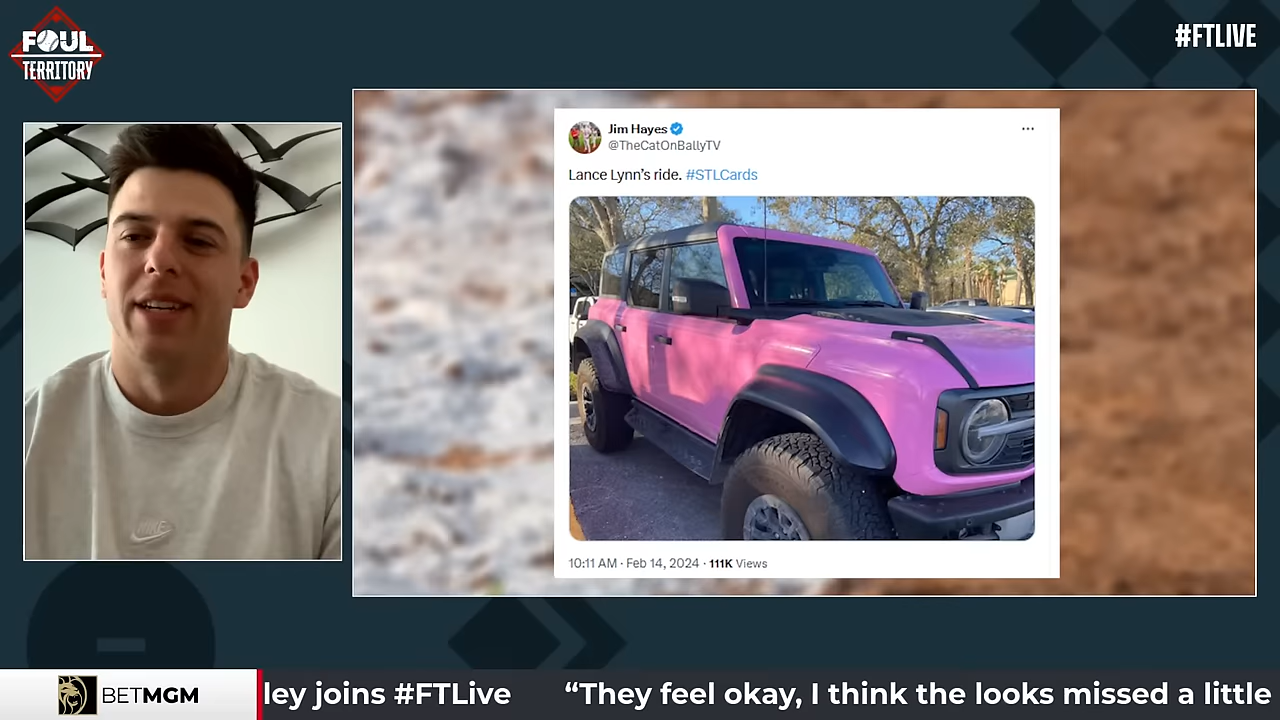 FOUL
TERRITORY
#FTLIVE
Jim Hayes
@TheCatOnBallyTV
Lance Lynn’s ride. #STLCards
NIKE
10:11 AM · Feb 14, 2024 · 111K Views
BETMGM
ley joins #FTLive “They feel okay, I think the looks missed a little